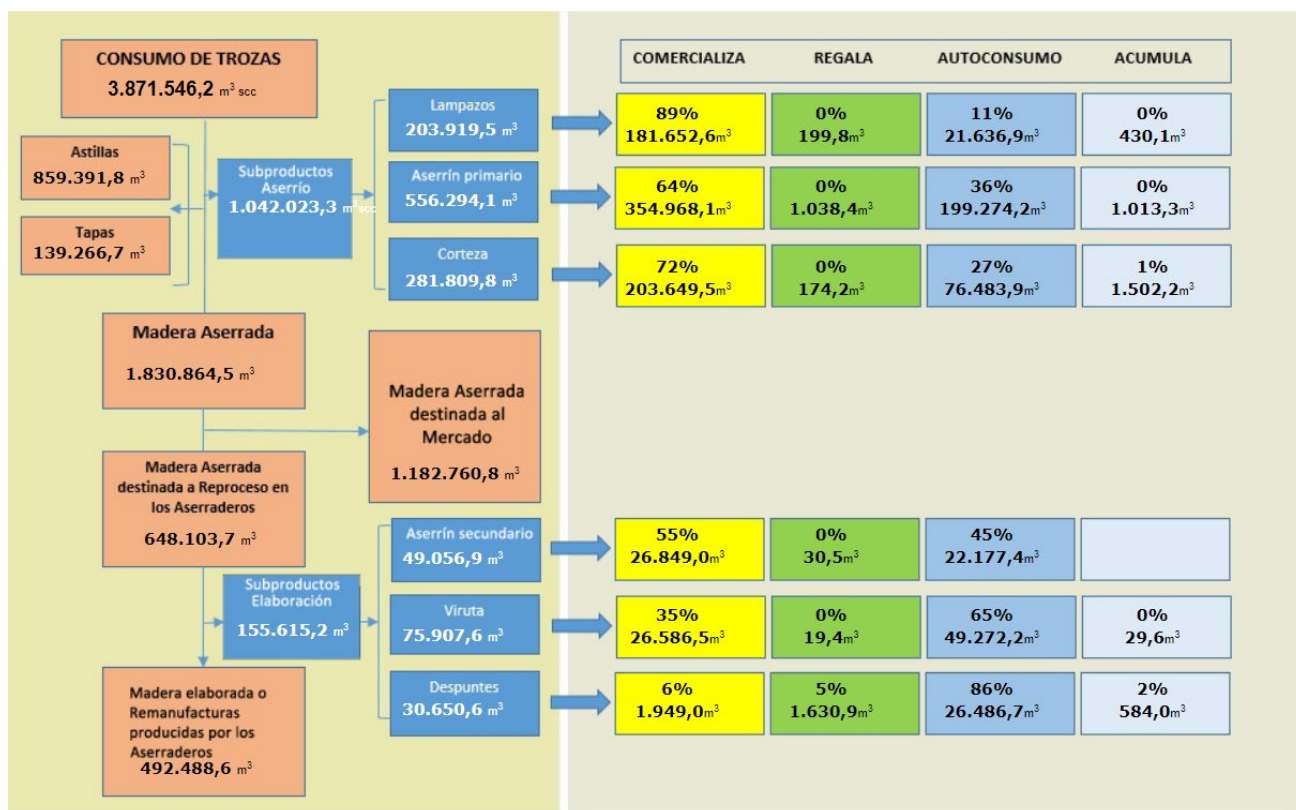 CONSUMO DE TROZAS
3.871.546,2 m³ scc
Astillas
859.391,8 m³
Tapas
139.266,7 m³
Subproductos
Aserrío
1.042.023,3 m³scc
Lampazos
203.919,5 m³
Aserrín primario
556.294,1 m³
Corteza
281.809,8 m³
Madera Aserrada
1.830.864,5 m³
Madera Aserrada
destinada al
Mercado
1.182.760,8 m³
Madera Aserrada
destinada a Reproceso en
los Aserraderos
648.103,7 m³
Subproductos
Elaboración
155.615,2 m³
Aserrín secundario
49.056,9 m³
Viruta
75.907,6 m³
Despuntes
30.650,6 m³
Madera elaborada o
Remanufacturas
producidas por los
Aserraderos
492.488,6 m³
COMERCIALIZA REGALA AUTOCONSUMO ACUMULA
89% 0% 11% 0%
181.652,6m³ 199,8m³ 21.636,9m³ 430,1m³
64% 0% 36% 0%
354.968,1m³ 1.038,4m³ 199.274,2m³ 1.013,3m³
72% 0% 27% 1%
203.649,5m³ 174,2m³ 76.483,9m³ 1.502,2m³
55% 0% 45%
26.849,0m³ 30,5m³ 22.177,4m³
35% 0% 65% 0%
26.586,5m³ 19,4m³ 49.272,2m³ 29,6m³
6% 5% 86% 2%
1.949,0m³ 1.630,9m³ 26.486,7m³ 584,0m³